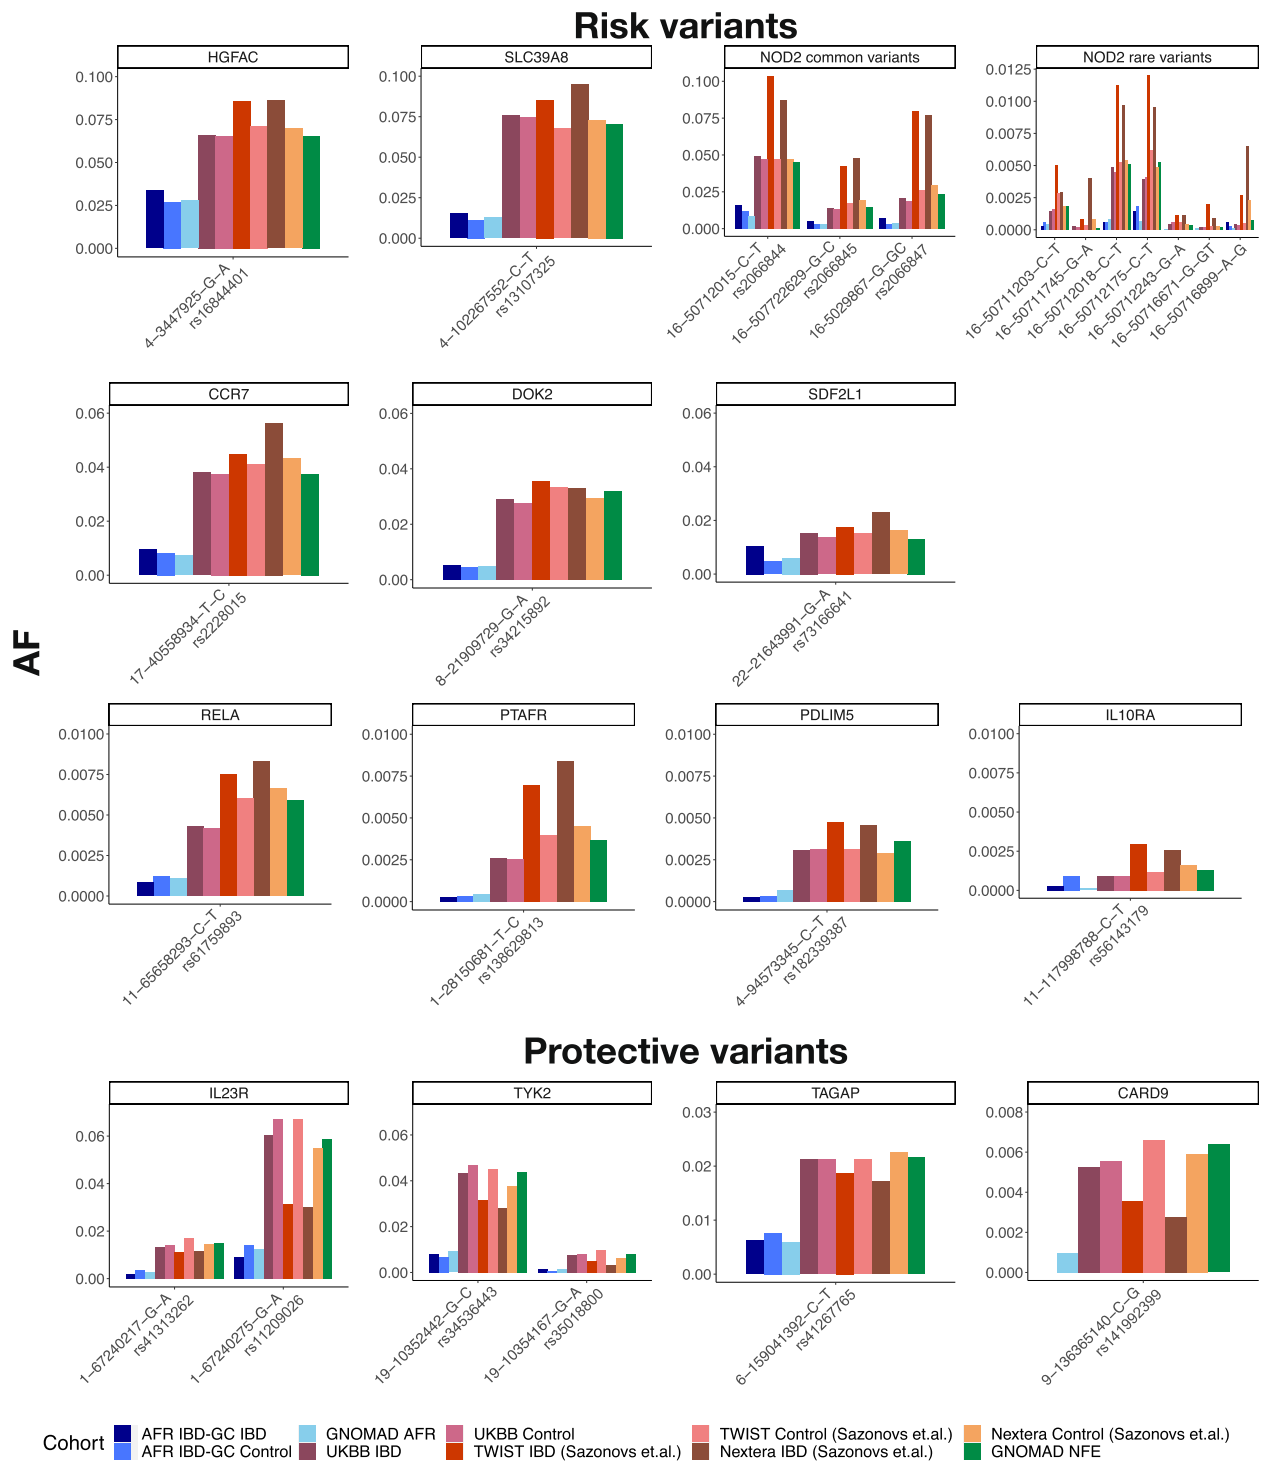 Risk variants
HGFAC
SLC39A8
NOD2 common variants
NOD2 rare variants
0.100
0.075
0.050
0.025
0.000
4−3447925−G−A
rs16844401
0.100
0.075
0.050
0.025
0.000
4−102267552−C−T
rs13107325
0.100
0.075
0.050
0.025
0.000
16−50712015−C−T
rs2066844
16−507722629−G−C
rs2066845
16−5029867−G−GC
rs2066847
0.0125
0.0100
0.0075
0.0050
0.0025
0.0000
16−50711203−C−T
16−50711745−G−A
16−50712018−C−T
16−50712175−C−T
16−50712243−G−A
16−50716671−G−GT
16−50716899−A−G
CCR7
DOK2
SDF2L1
0.06
0.04
0.02
0.00
17−40558934−T−C
rs2228015
0.06
0.04
0.02
0.00
8−21909729−G−A
rs34215892
0.06
0.04
0.02
0.00
22−21643991−G−A
rs73166641
AF
RELA
PTAFR
PDLIM5
IL10RA
0.0100
0.0075
0.0050
0.0025
0.0000
11−65658293−C−T
rs61759893
0.0100
0.0075
0.0050
0.0025
0.0000
1−28150681−T−C
rs138629813
0.0100
0.0075
0.0050
0.0025
0.0000
4−94573345−C−T
rs182339387
0.0100
0.0075
0.0050
0.0025
0.0000
11−117998788−C−T
rs56143179
Protective variants
IL23R
TYK2
TAGAP
CARD9
0.06
0.04
0.02
0.00
1−67240217−G−A
rs41313262
1−67240275−G−A
rs11209026
0.06
0.04
0.02
0.00
19−10352442−G−C
rs34536443
19−10354167−G−A
rs35018800
0.03
0.02
0.01
0.00
6−159041392−C−T
rs41267765
0.008
0.006
0.004
0.002
0.000
9−136365140−C−G
rs141992399
Cohort
AFR IBD-GC IBD
GNOMAD AFR
UKBB Control
TWIST Control (Sazonovs et.al.)
Nextera Control (Sazonovs et.al.)
AFR IBD-GC Control
UKBB IBD
TWIST IBD (Sazonovs et.al.)
Nextera IBD (Sazonovs et.al.)
GNOMAD NFE